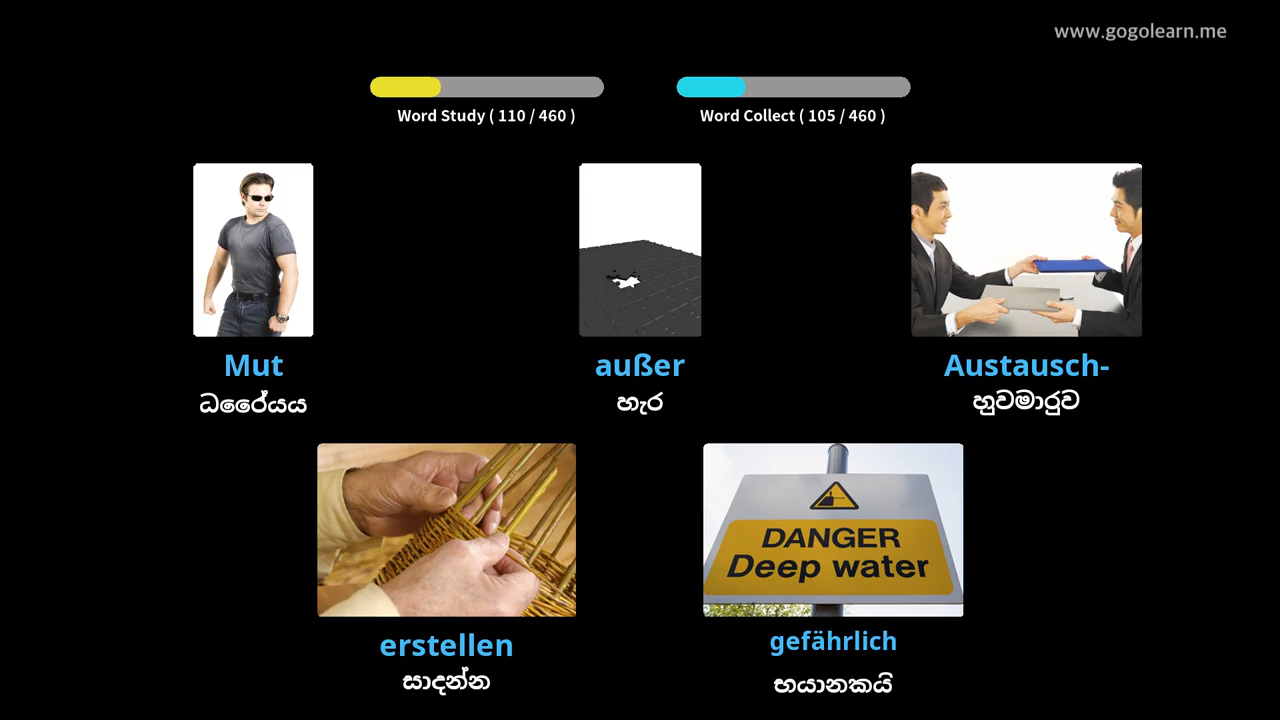 www.gogolearn.me
Word Study ( 110 / 460 )
Word Collect ( 105 / 460 )
Mut
ධෛර්යය
außer
හැර
Austausch-
හුවමාරුව
DANGER
Deep water
erstellen
සාදන්න
gefährlich
භයානකයි